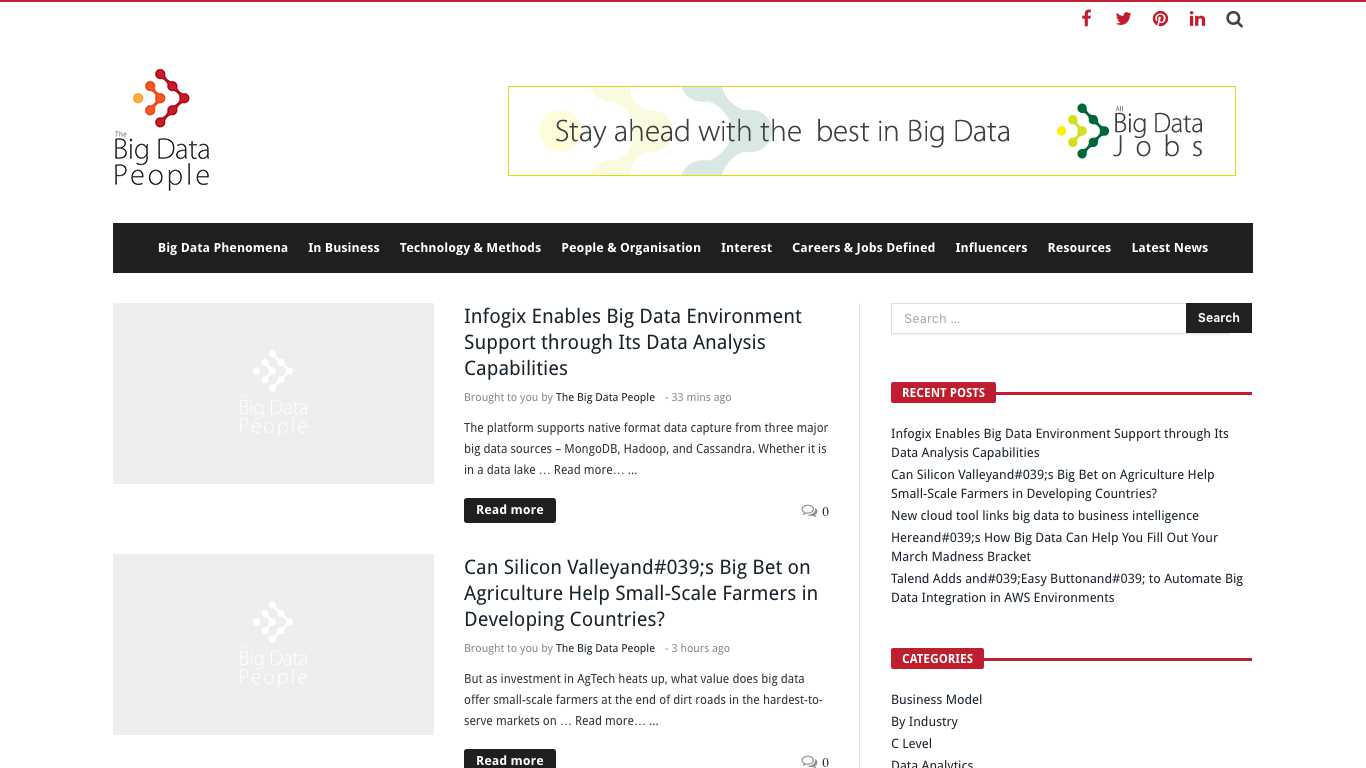 The
Big Data
People
Stay ahead with the best in Big Data
All
Big Data
Jobs
Big Data Phenomena In Business Technology & Methods People & Organisation Interest Careers & Jobs Defined Influencers Resources Latest News
Big Data
People
Infogix Enables Big Data Environment
Support through Its Data Analysis
Capabilities
Brought to you by The Big Data People - 33 mins ago
The platform supports native format data capture from three major
big data sources – MongoDB, Hadoop, and Cassandra. Whether it is
in a data lake … Read more… ...
Read more
0
Big Data
People
Can Silicon Valleyand#039;s Big Bet on
Agriculture Help Small-Scale Farmers in
Developing Countries?
Brought to you by The Big Data People - 3 hours ago
But as investment in AgTech heats up, what value does big data
offer small-scale farmers at the end of dirt roads in the hardest-to-
serve markets on … Read more… ...
Read more
0
Search ...
Search
RECENT POSTS
Infogix Enables Big Data Environment Support through Its
Data Analysis Capabilities
Can Silicon Valleyand#039;s Big Bet on Agriculture Help
Small-Scale Farmers in Developing Countries?
New cloud tool links big data to business intelligence
Hereand#039;s How Big Data Can Help You Fill Out Your
March Madness Bracket
Talend Adds and#039;Easy Buttonand#039; to Automate Big
Data Integration in AWS Environments
CATEGORIES
Business Model
By Industry
C Level
Data Analytics